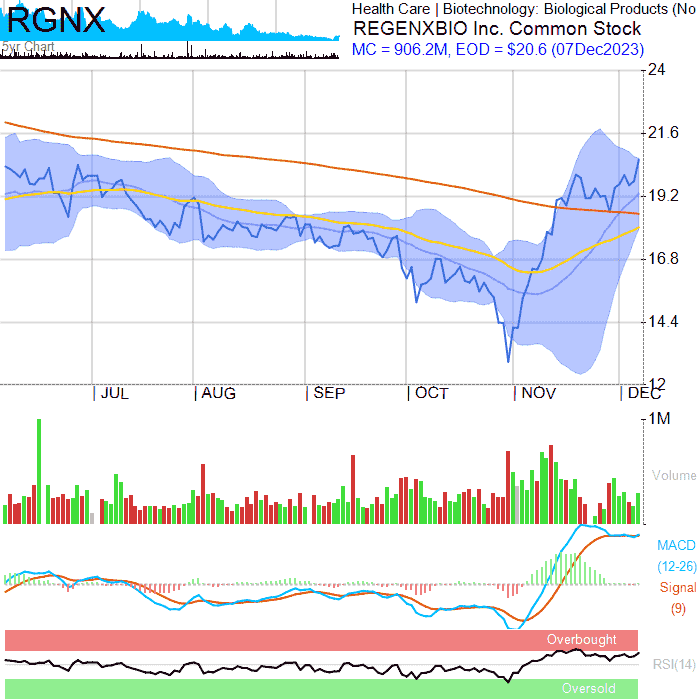 RGNX
5yr Chart
Health Care | Biotechnology: Biological Products (No
REGENXBIO Inc. Common Stock
MC = 906.2M, EOD = $20.6 (07Dec2023)
24
21.6
19.2
16.8
14.4
12
JUL AUG SEP OCT NOV DEC
1M
Volume
MACD
(12-26)
Signal
(9)
Overbought
RSI(14)
Oversold